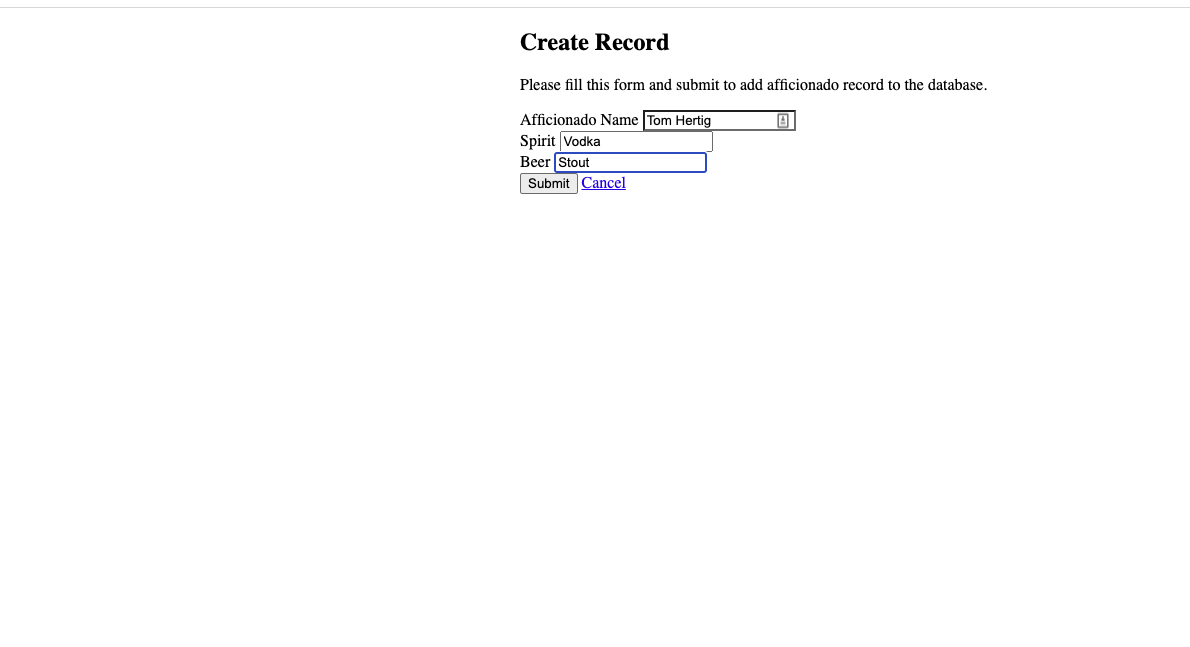 Create Record
Please fill this form and submit to add afficionado record to the database.
Afficionado Name Tom Hertig
Spirit Vodka
Beer Stout
Submit Cancel